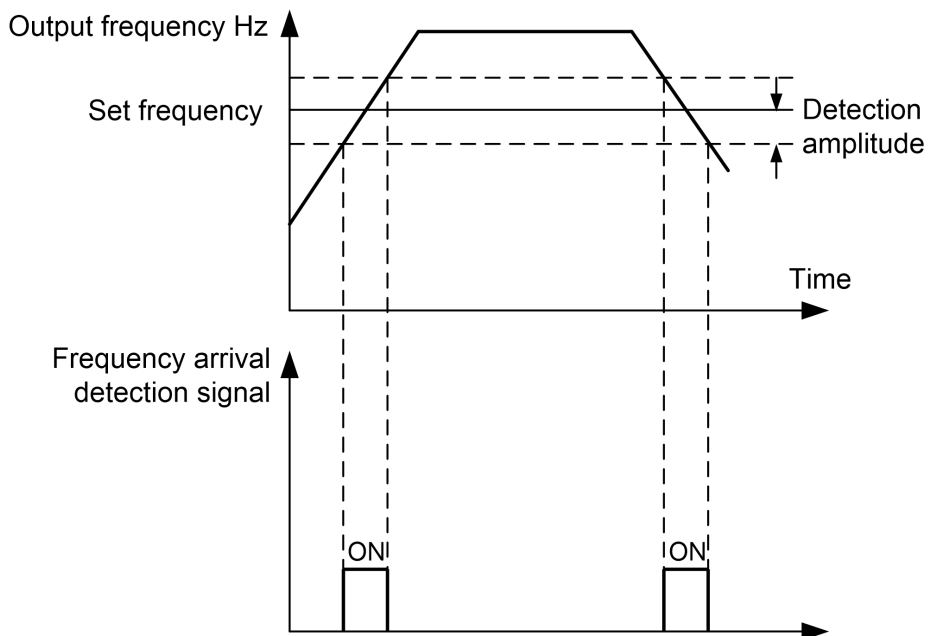 Output frequency Hz
Set frequency
Detection
amplitude
Time
Frequency arrival
detection signal
ON
ON